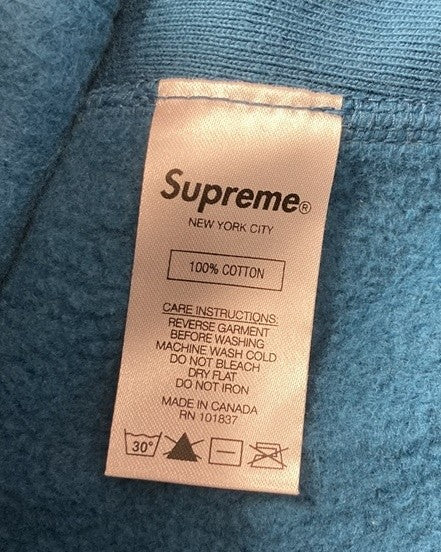 Supreme®
NEW YORK CITY
100% COTTON
CARE INSTRUCTIONS:
REVERSE GARMENT
BEFORE WASHING
MACHINE WASH COLD
DO NOT BLEACH
DRY FLAT
DO NOT IRON
MADE IN CANADA
RN 101837
30°